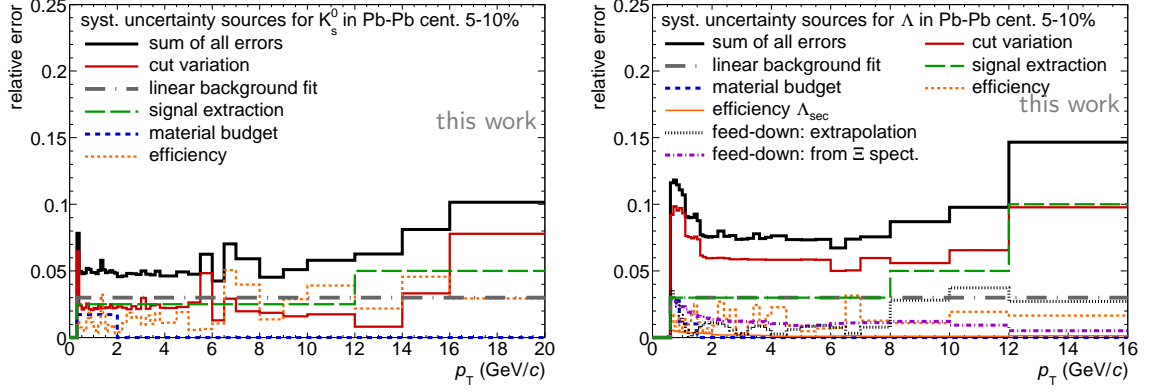 syst. uncertainty sources for K⁰ₛ in Pb-Pb cent. 5-10%
sum of all errors
cut variation
linear background fit
signal extraction
material budget
efficiency
this work
relative error
0.25
0.2
0.15
0.1
0.05
0
0 2 4 6 8 10 12 14 16 18 20
p_T (GeV/c)
syst. uncertainty sources for Λ in Pb-Pb cent. 5-10%
sum of all errors
cut variation
linear background fit
signal extraction
material budget
efficiency
efficiency Λ_sec
feed-down: extrapolation
feed-down: from Ξ spect.
this work
relative error
0.25
0.2
0.15
0.1
0.05
0
0 2 4 6 8 10 12 14 16
p_T (GeV/c)